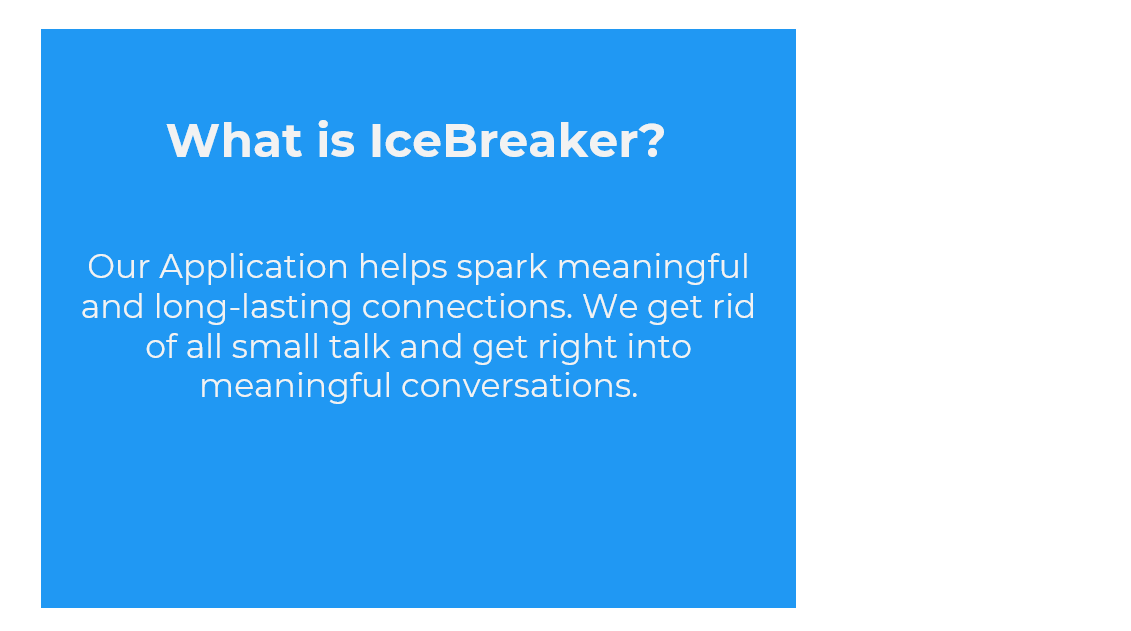 What is IceBreaker?
Our Application helps spark meaningful
and long-lasting connections. We get rid
of all small talk and get right into
meaningful conversations.